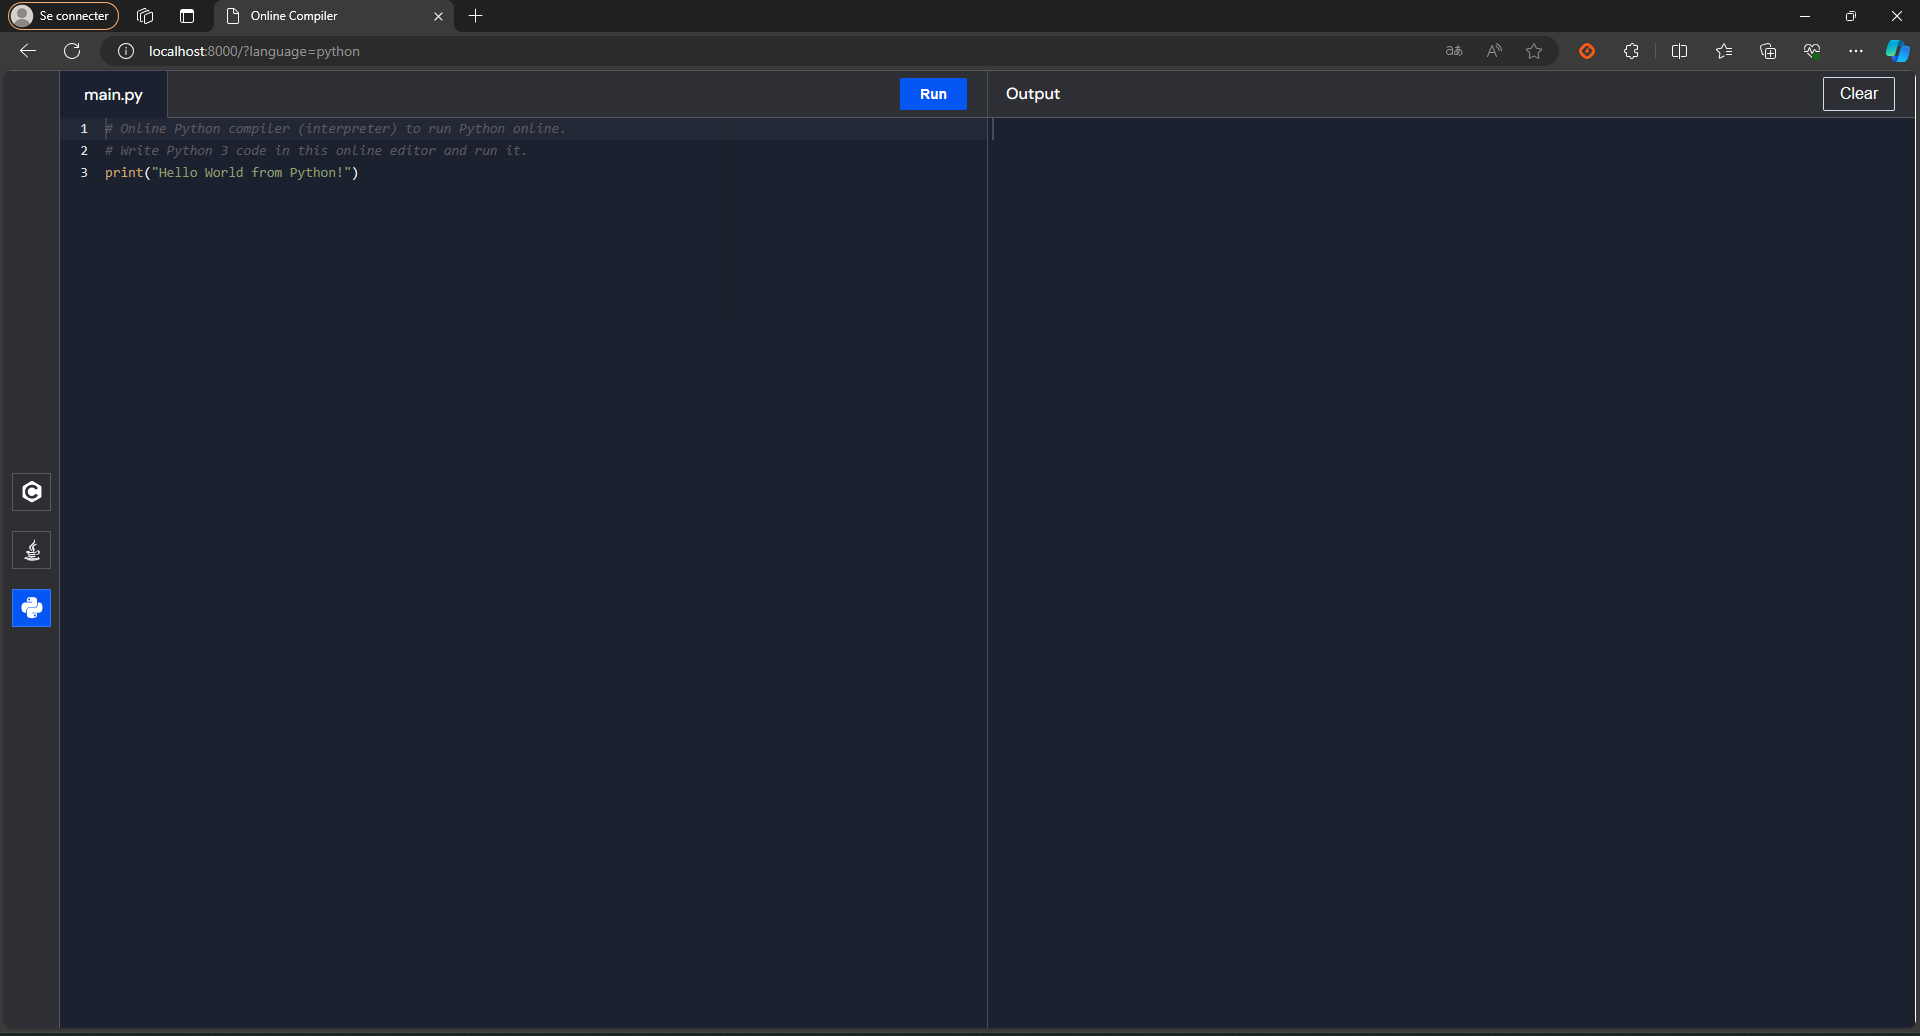 Se connecter
Online Compiler
localhost:8000/?language=python
aあ
main.py
Run
Output
Clear
1 # Online Python compiler (interpreter) to run Python online.
2 # Write Python 3 code in this online editor and run it.
3 print("Hello World from Python!")